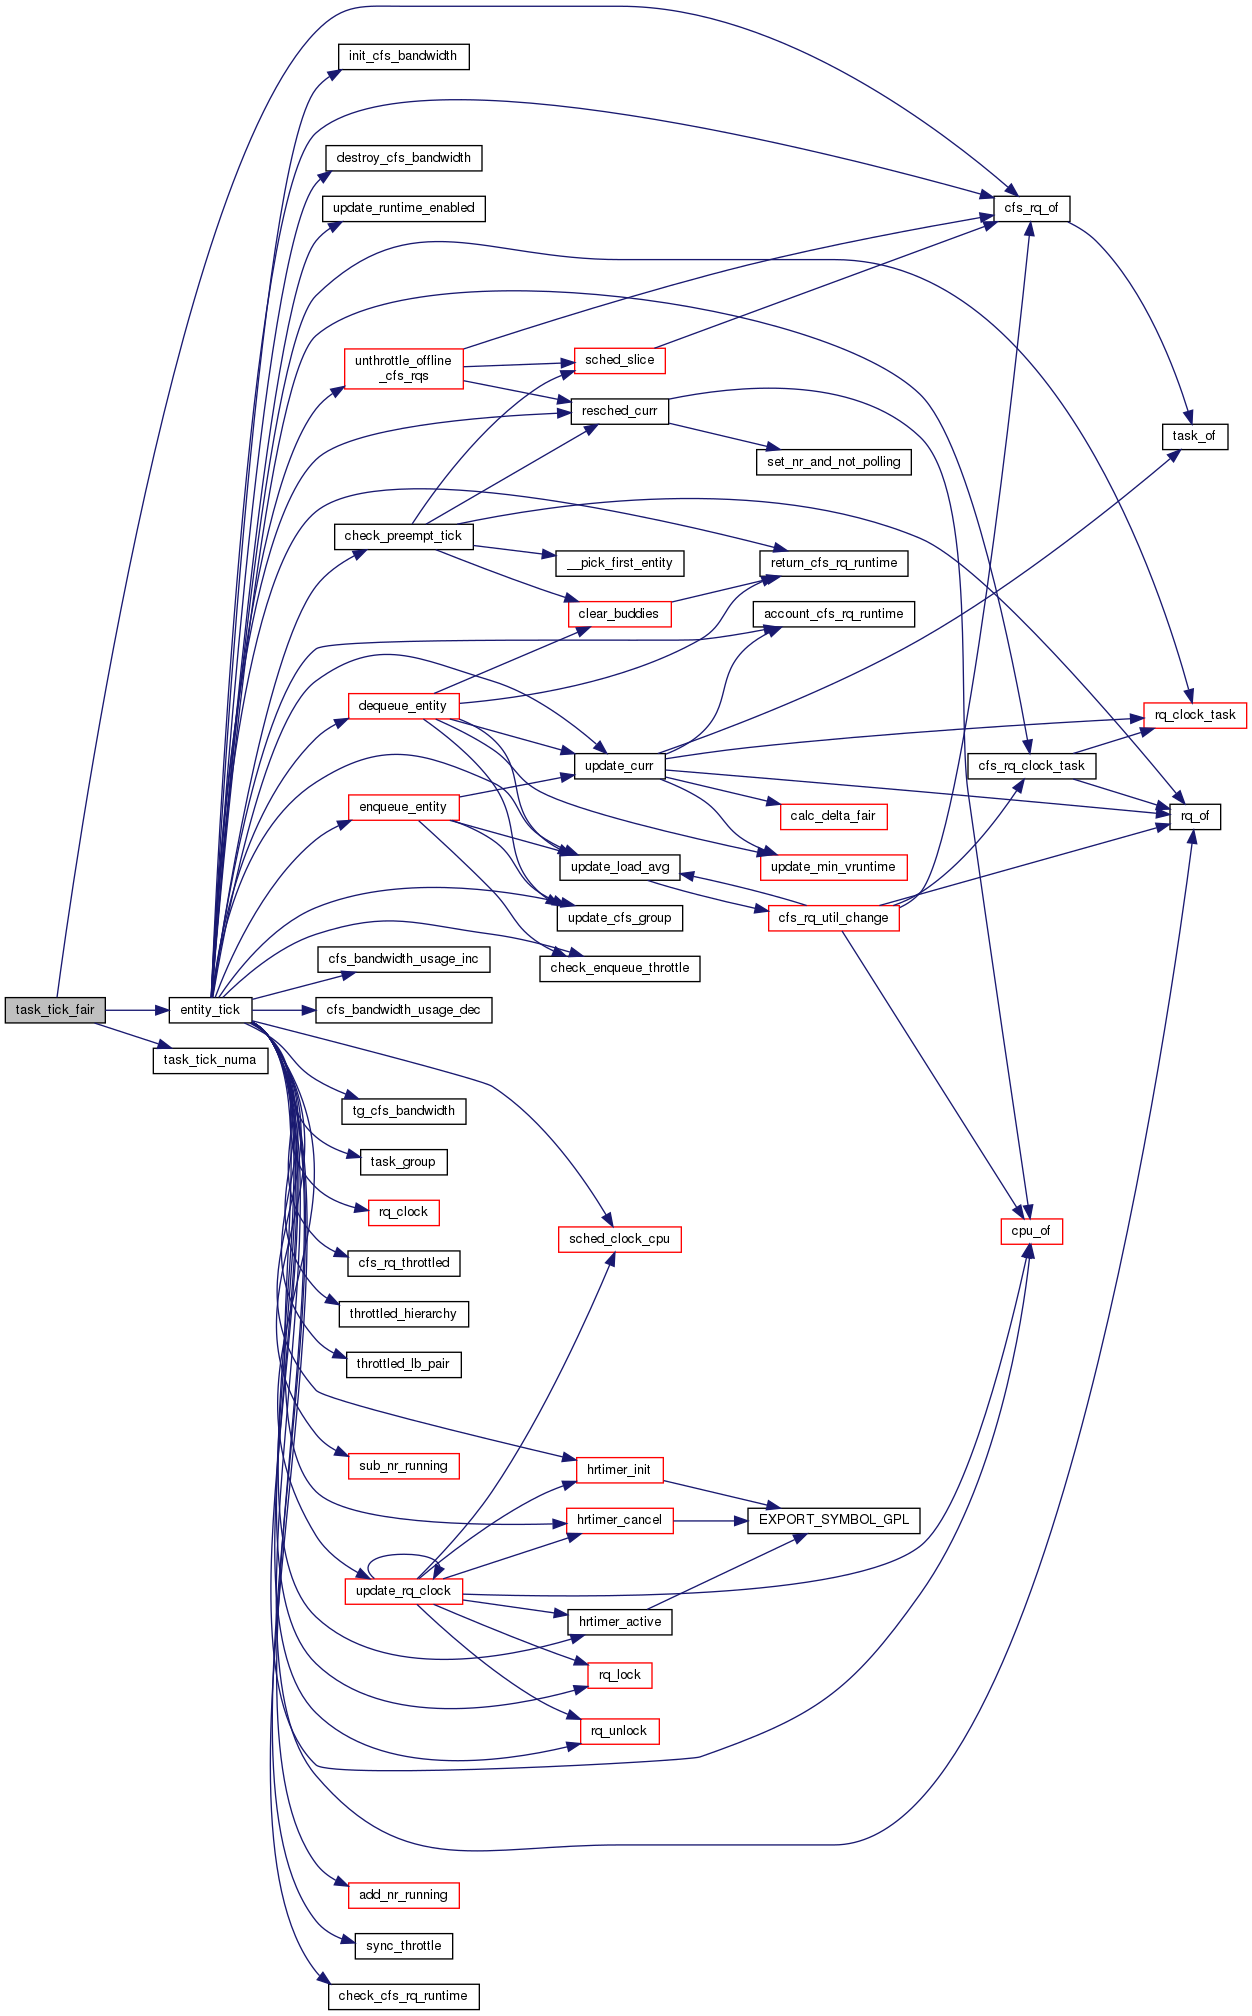 init_cfs_bandwidth
destroy_cfs_bandwidth
update_runtime_enabled
cfs_rq_of
unthrottle_offline
_cfs_rqs
sched_slice
resched_curr
task_of
set_nr_and_not_polling
check_preempt_tick
__pick_first_entity
return_cfs_rq_runtime
clear_buddies
account_cfs_rq_runtime
dequeue_entity
rq_clock_task
update_curr
cfs_rq_clock_task
enqueue_entity
calc_delta_fair
rq_of
update_load_avg
update_min_vruntime
update_cfs_group
cfs_rq_util_change
cfs_bandwidth_usage_inc
check_enqueue_throttle
task_tick_fair
entity_tick
cfs_bandwidth_usage_dec
task_tick_numa
tg_cfs_bandwidth
task_group
rq_clock
sched_clock_cpu
cpu_of
cfs_rq_throttled
throttled_hierarchy
throttled_lb_pair
sub_nr_running
hrtimer_init
hrtimer_cancel
EXPORT_SYMBOL_GPL
update_rq_clock
hrtimer_active
rq_lock
rq_unlock
add_nr_running
sync_throttle
check_cfs_rq_runtime